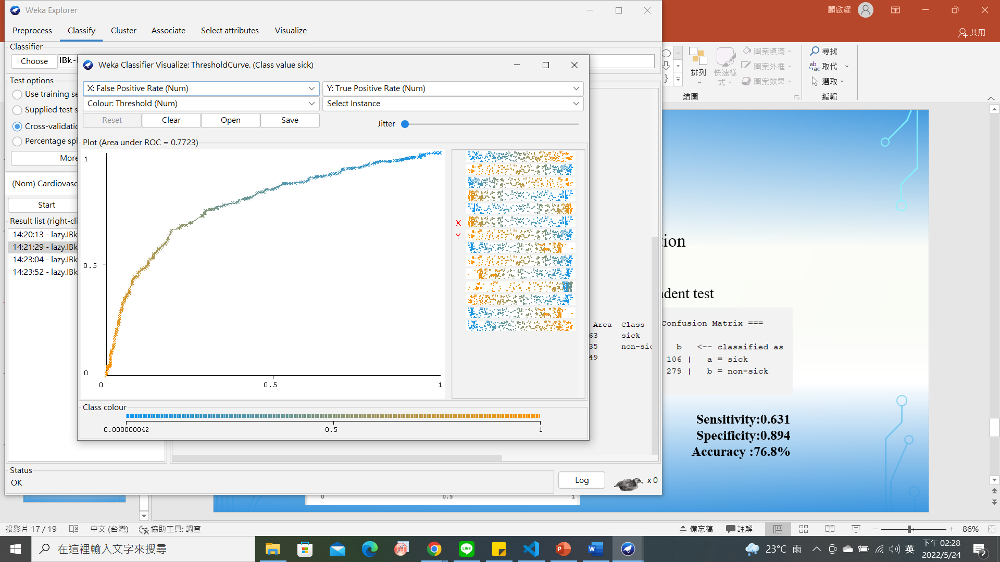 Weka Explorer
Preprocess Classify Cluster Associate Select attributes Visualize
Classifier
Choose IBk -
Test options
Use training se
Supplied test s
Cross-validatio
Percentage spl
More
(Nom) Cardiovasc
Start
Result list (right-cli
14:20:13 - lazy.IBk
14:21:29 - lazy.IBk
14:23:04 - lazy.IBk
14:23:52 - lazy.IBk
Status
OK
Log
x 0
Weka Classifier Visualize: ThresholdCurve. (Class value sick)
X: False Positive Rate (Num)
Y: True Positive Rate (Num)
Colour: Threshold (Num)
Select Instance
Reset Clear Open Save
Jitter
Plot (Area under ROC = 0.7723)
1
0.5
0
0 0.5 1
X
Y
Class colour
0.000000042 0.5 1
Area Class
63 sick
35 non-sic
49
顧啟耀
共用
排列
快速樣式
圖案填滿
圖案外框
圖案效果
繪圖
尋找
取代
選取
編輯
tion
ndent test
Confusion Matrix ===
b <-- classified as
106 | a = sick
279 | b = non-sick
Sensitivity:0.631
Specificity:0.894
Accuracy :76.8%
0 0.5 1
投影片 17 / 19 中文 (台灣) 協助工具: 調查
備忘稿 註解 86%
在這裡輸入文字來搜尋
23°C 雨
英
下午 02:28
2022/5/24
2